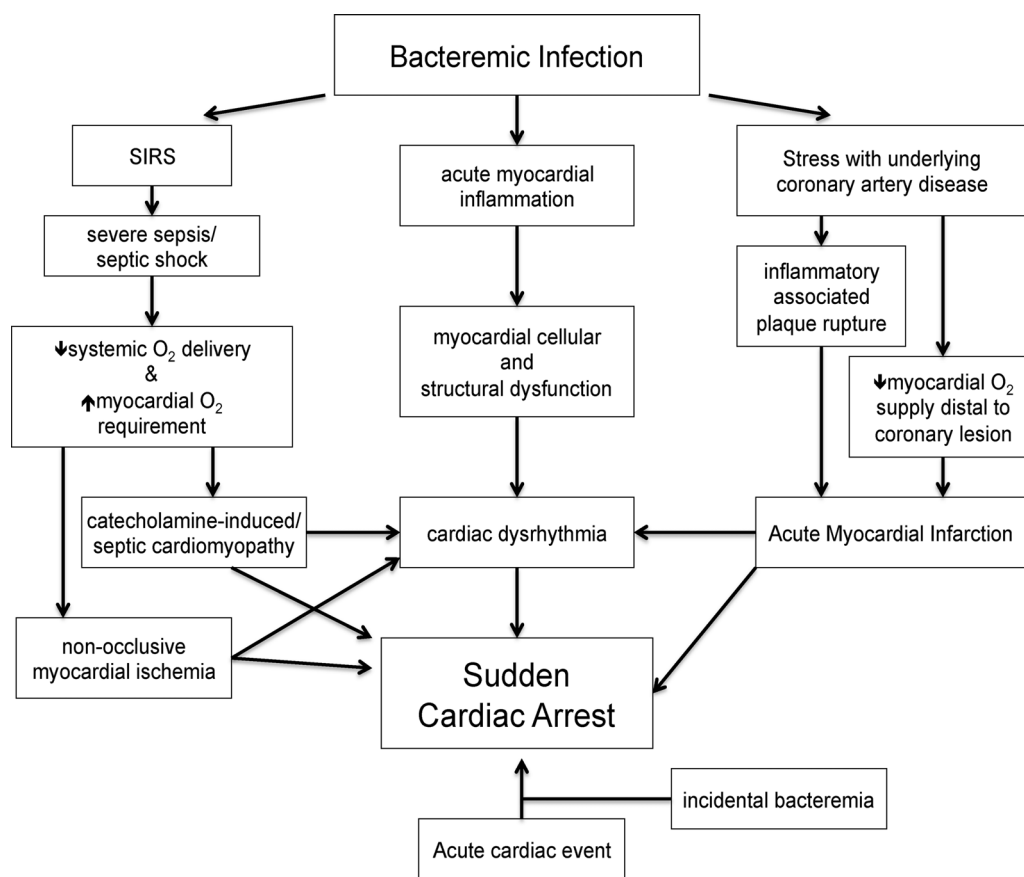 Bacteremic Infection
SIRS
severe sepsis/
septic shock
🡻systemic O₂ delivery
&
🡹myocardial O₂
requirement
catecholamine-induced/
septic cardiomyopathy
non-occlusive
myocardial ischemia
acute myocardial
inflammation
myocardial cellular
and
structural dysfunction
cardiac dysrhythmia
Stress with underlying
coronary artery disease
inflammatory
associated
plaque rupture
🡻myocardial O₂
supply distal to
coronary lesion
Acute Myocardial Infarction
Sudden
Cardiac Arrest
incidental bacteremia
Acute cardiac event